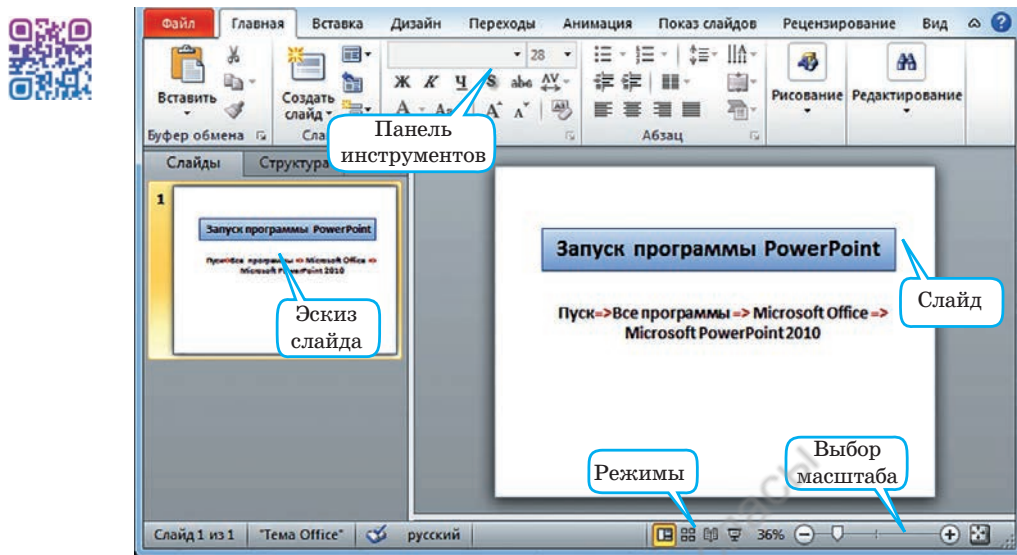 Файл Главная Вставка Дизайн Переходы Анимация Показ слайдов Рецензирование Вид
28
Ж К Ч S abc AV
Вставить Создать слайд Рисование Редактирование
Буфер обмена Абзац
Панель
инструментов
Слайды Структура
1
Запуск программы PowerPoint
Microsoft Office =>
Microsoft PowerPoint 2010
Эскиз
слайда
Запуск программы PowerPoint
Пуск=>Все программы => Microsoft Office =>
Microsoft PowerPoint 2010
Слайд
Режимы
Выбор
масштаба
Слайд 1 из 1 "Тема Office" русский 36%